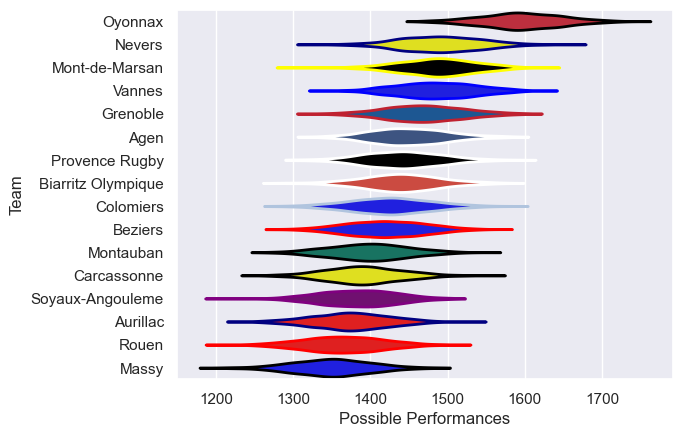 Oyonnax
Nevers
Mont-de-Marsan
Vannes
Grenoble
Agen
Provence Rugby
Biarritz Olympique
Colomiers
Beziers
Montauban
Carcassonne
Soyaux-Angouleme
Aurillac
Rouen
Massy
Team
1200 1300 1400 1500 1600 1700
Possible Performances